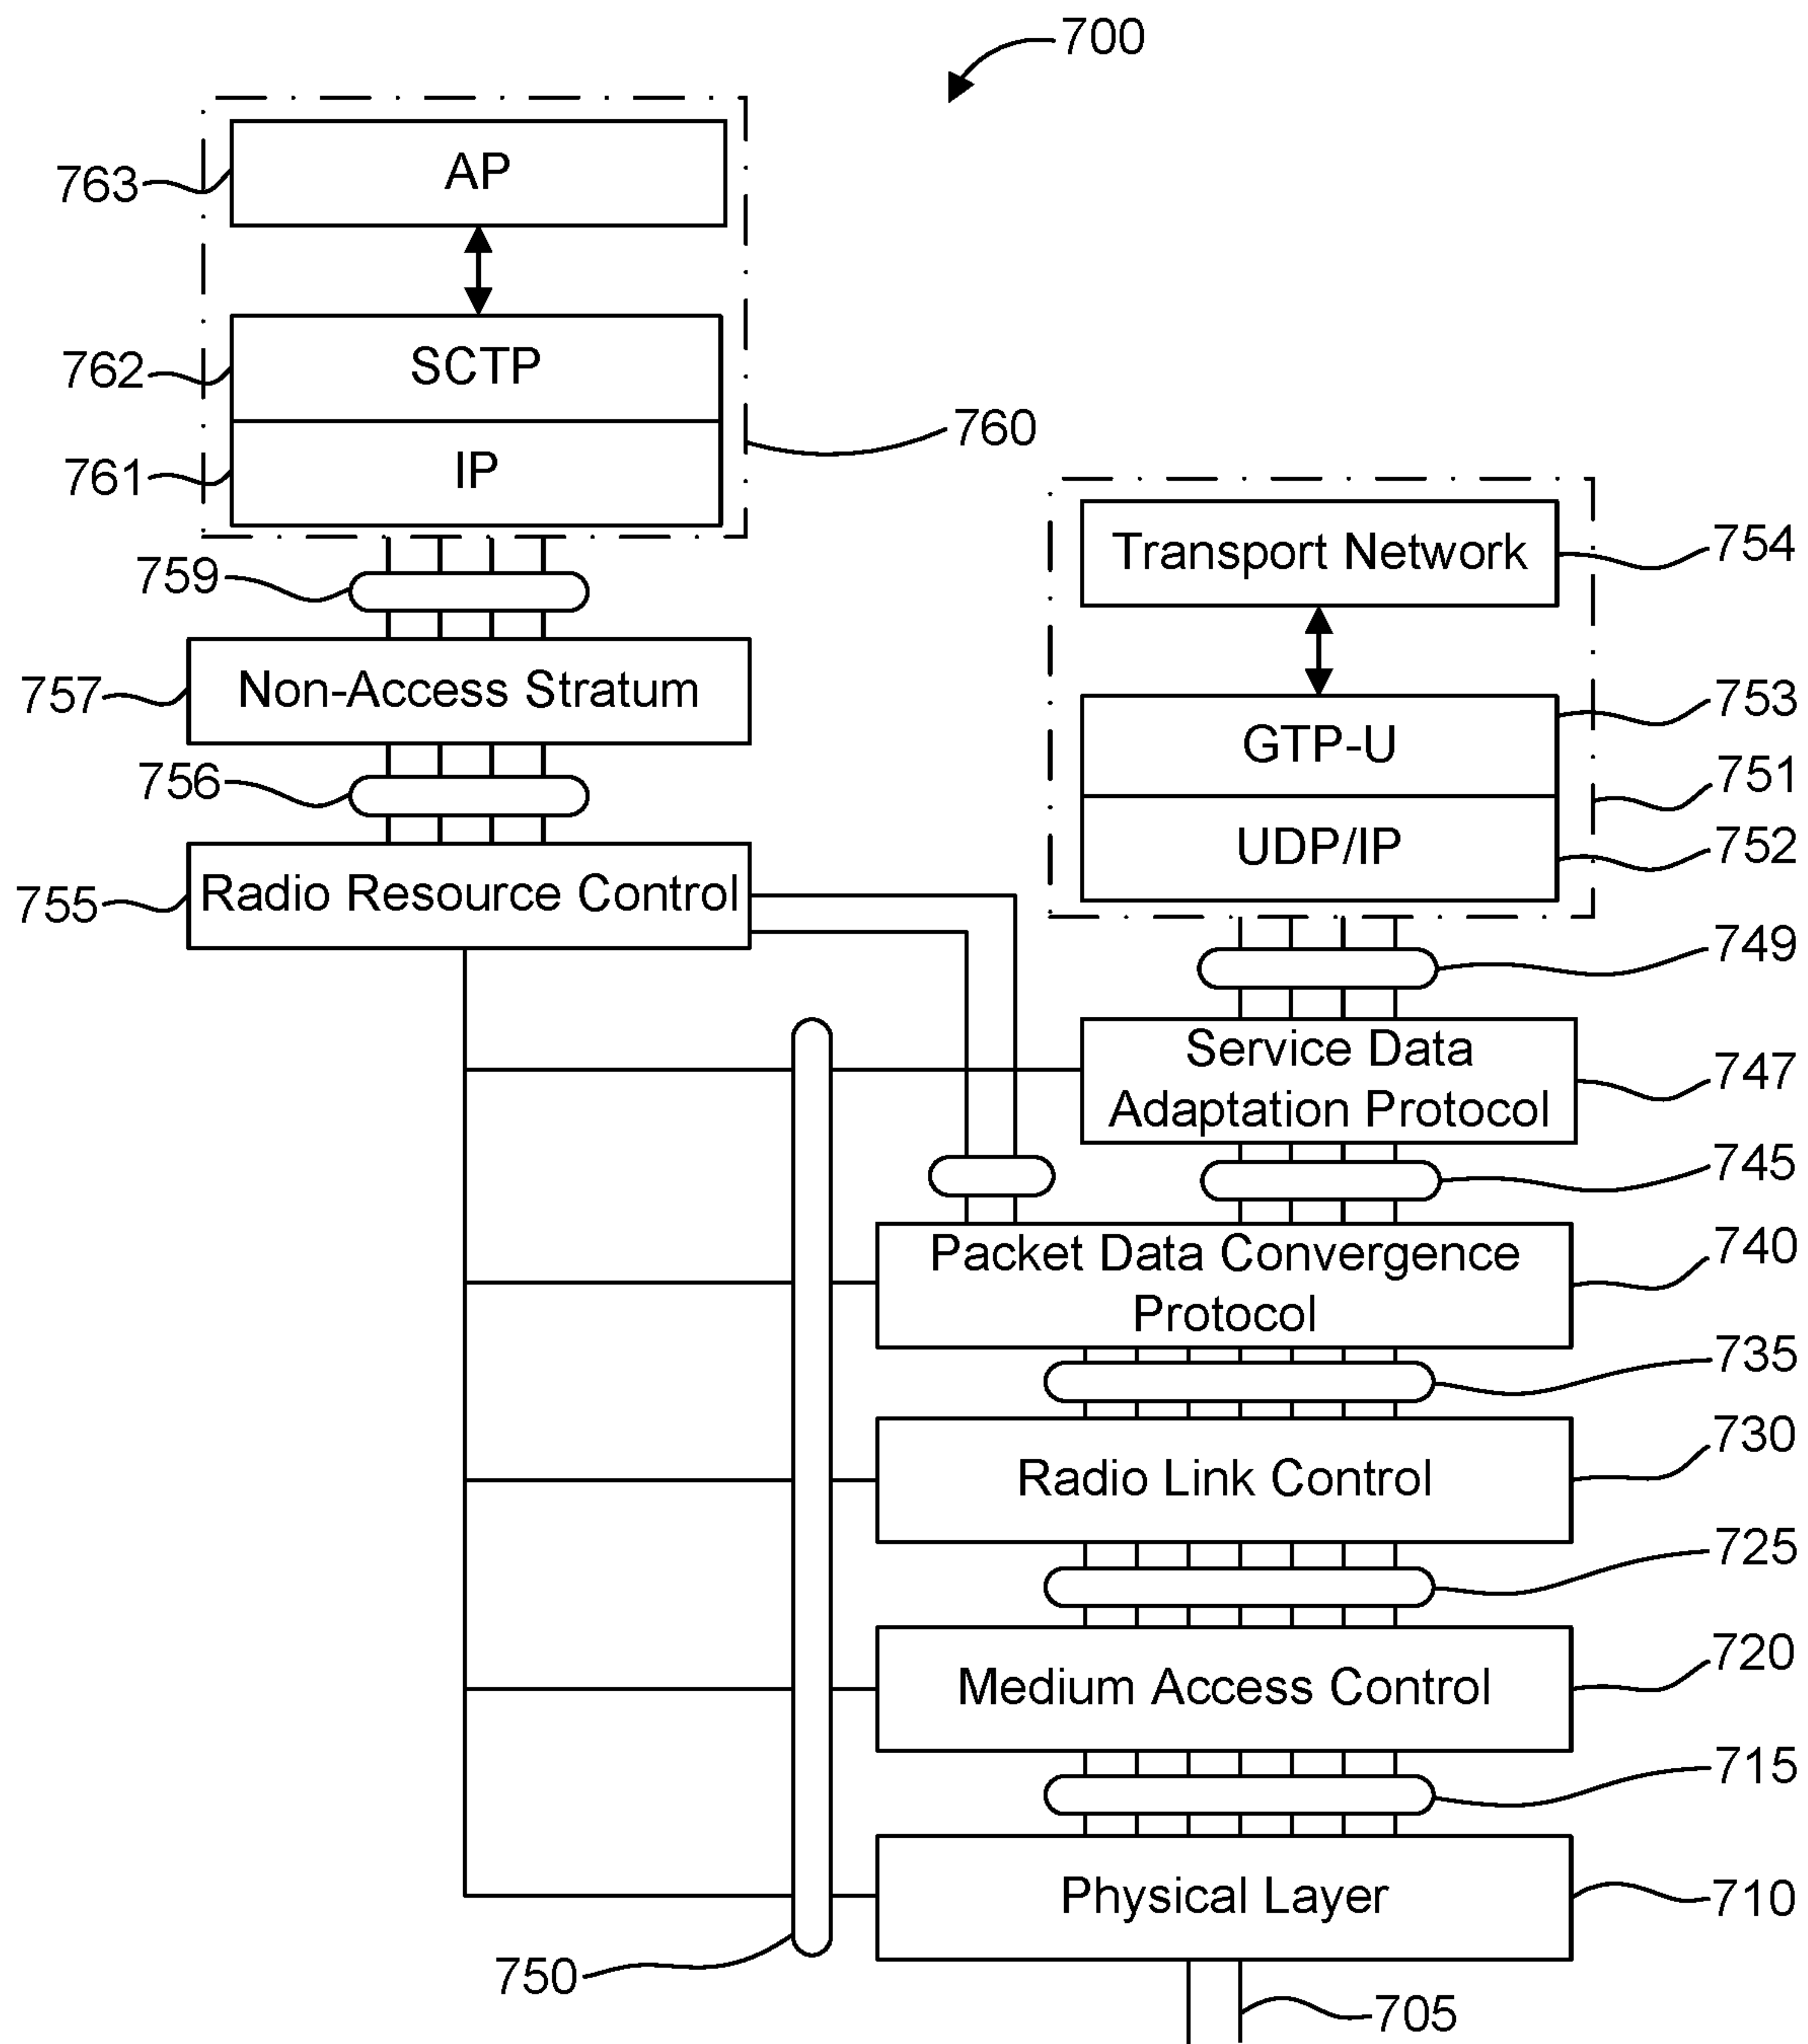 700
763
AP
762
SCTP
761
IP
760
759
757
Non-Access Stratum
756
755
Radio Resource Control
Transport Network
754
GTP-U
753
751
UDP/IP
752
749
Service Data
Adaptation Protocol
747
745
Packet Data Convergence
Protocol
740
735
Radio Link Control
730
725
Medium Access Control
720
715
Physical Layer
710
750
705